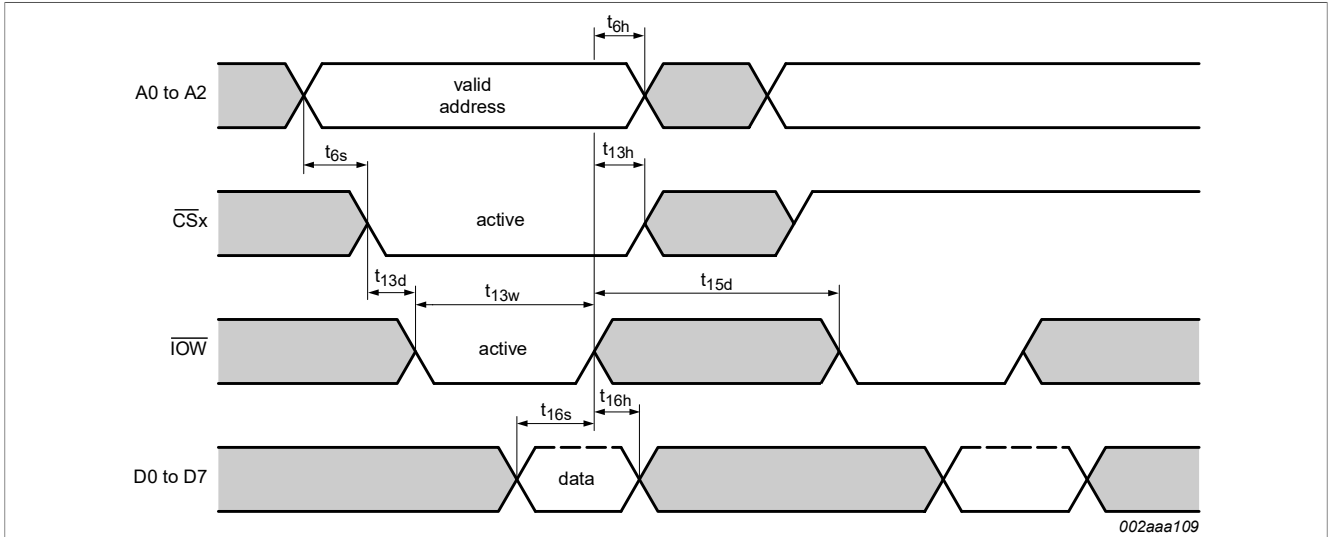 t6h
A0 to A2
valid
address
t6s
t13h
CSx
active
t13d
t13w
t15d
IOW
active
t16s
t16h
D0 to D7
data
002aaa109